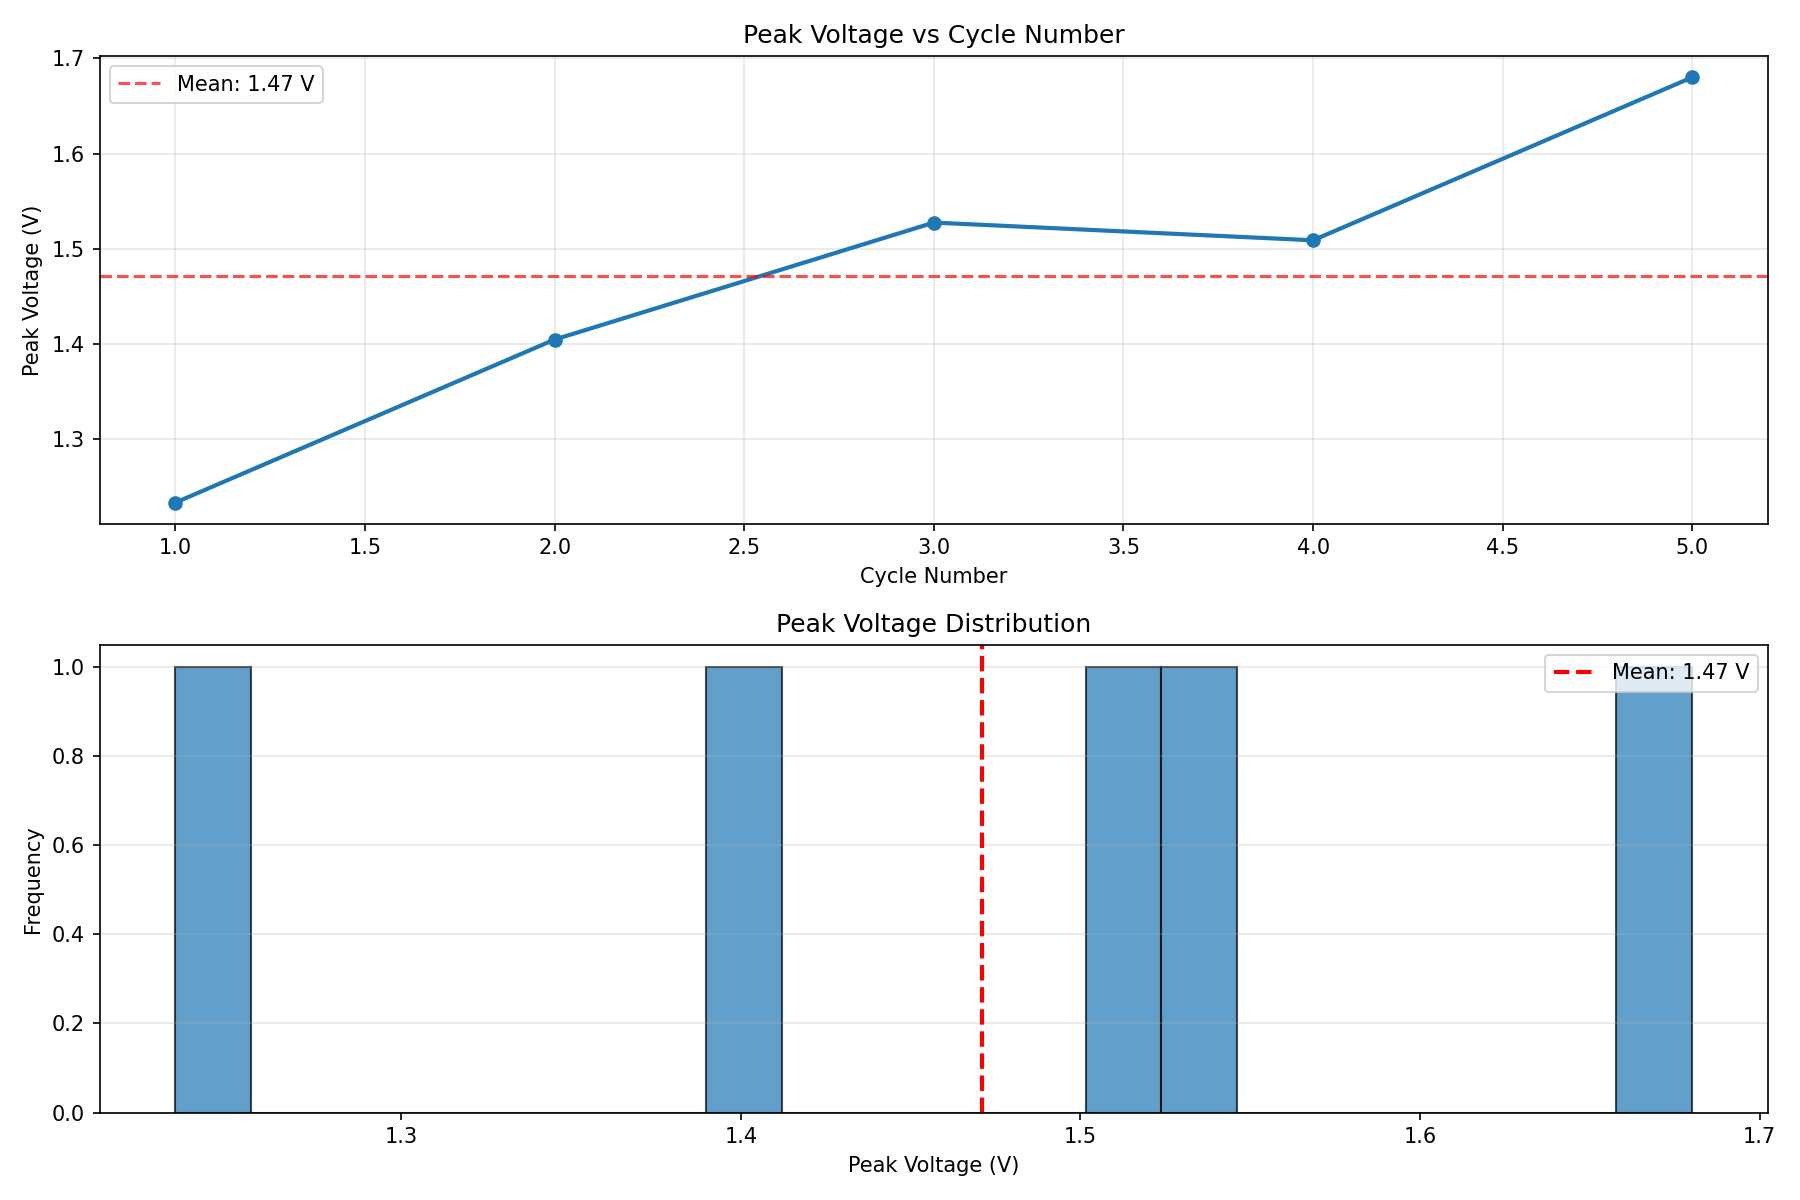 Peak Voltage vs Cycle Number
Mean: 1.47 V
Peak Voltage (V)
1.7
1.6
1.5
1.4
1.3
1.0 1.5 2.0 2.5 3.0 3.5 4.0 4.5 5.0
Cycle Number
Peak Voltage Distribution
Mean: 1.47 V
Frequency
1.0
0.8
0.6
0.4
0.2
0.0
1.3 1.4 1.5 1.6 1.7
Peak Voltage (V)